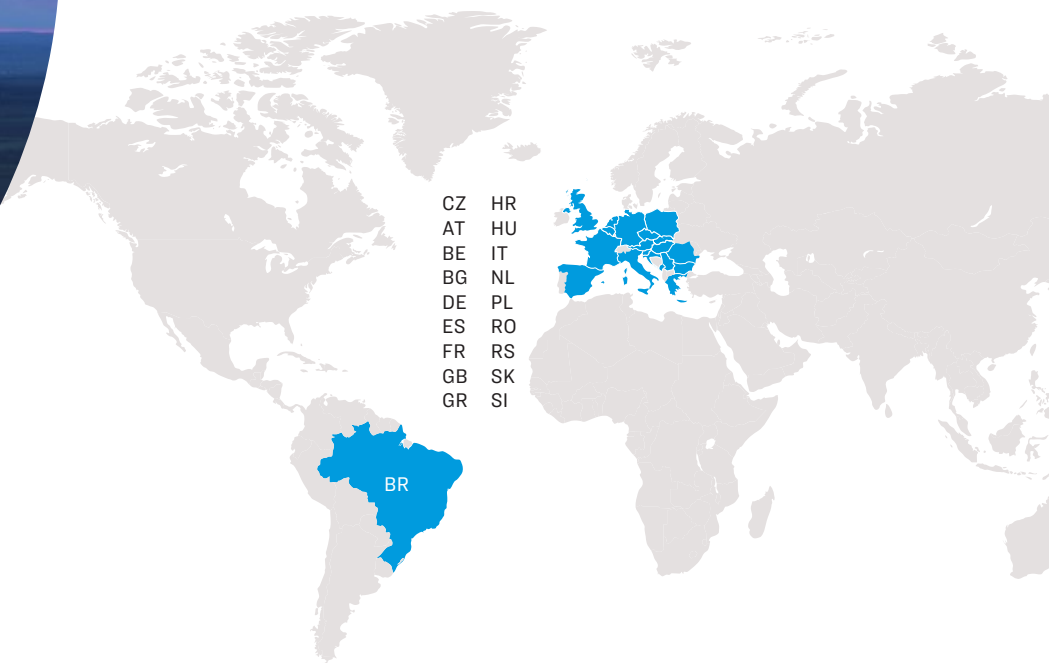 CZ HR
AT HU
BE IT
BG NL
DE PL
ES RO
FR RS
GB SK
GR SI
BR